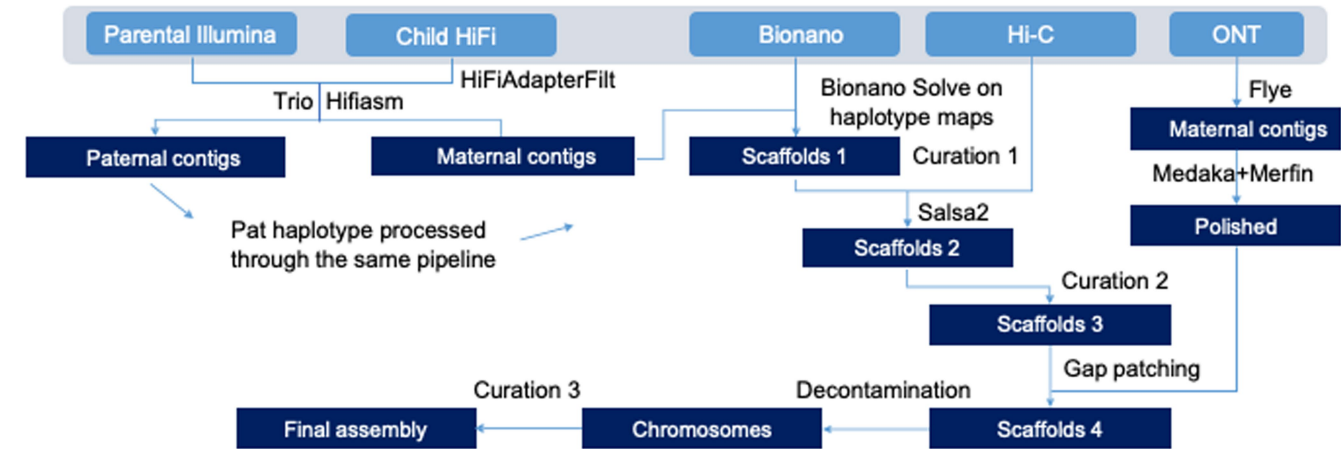 Parental Illumina
Child HiFi
Bionano
Hi-C
ONT
HiFiAdapterFilt
Trio Hifiasm
Bionano Solve on
haplotype maps
Flye
Paternal contigs
Maternal contigs
Scaffolds 1
Curation 1
Maternal contigs
Medaka+Merfin
Salsa2
Polished
Pat haplotype processed
through the same pipeline
Scaffolds 2
Curation 2
Scaffolds 3
Gap patching
Curation 3
Decontamination
Final assembly
Chromosomes
Scaffolds 4